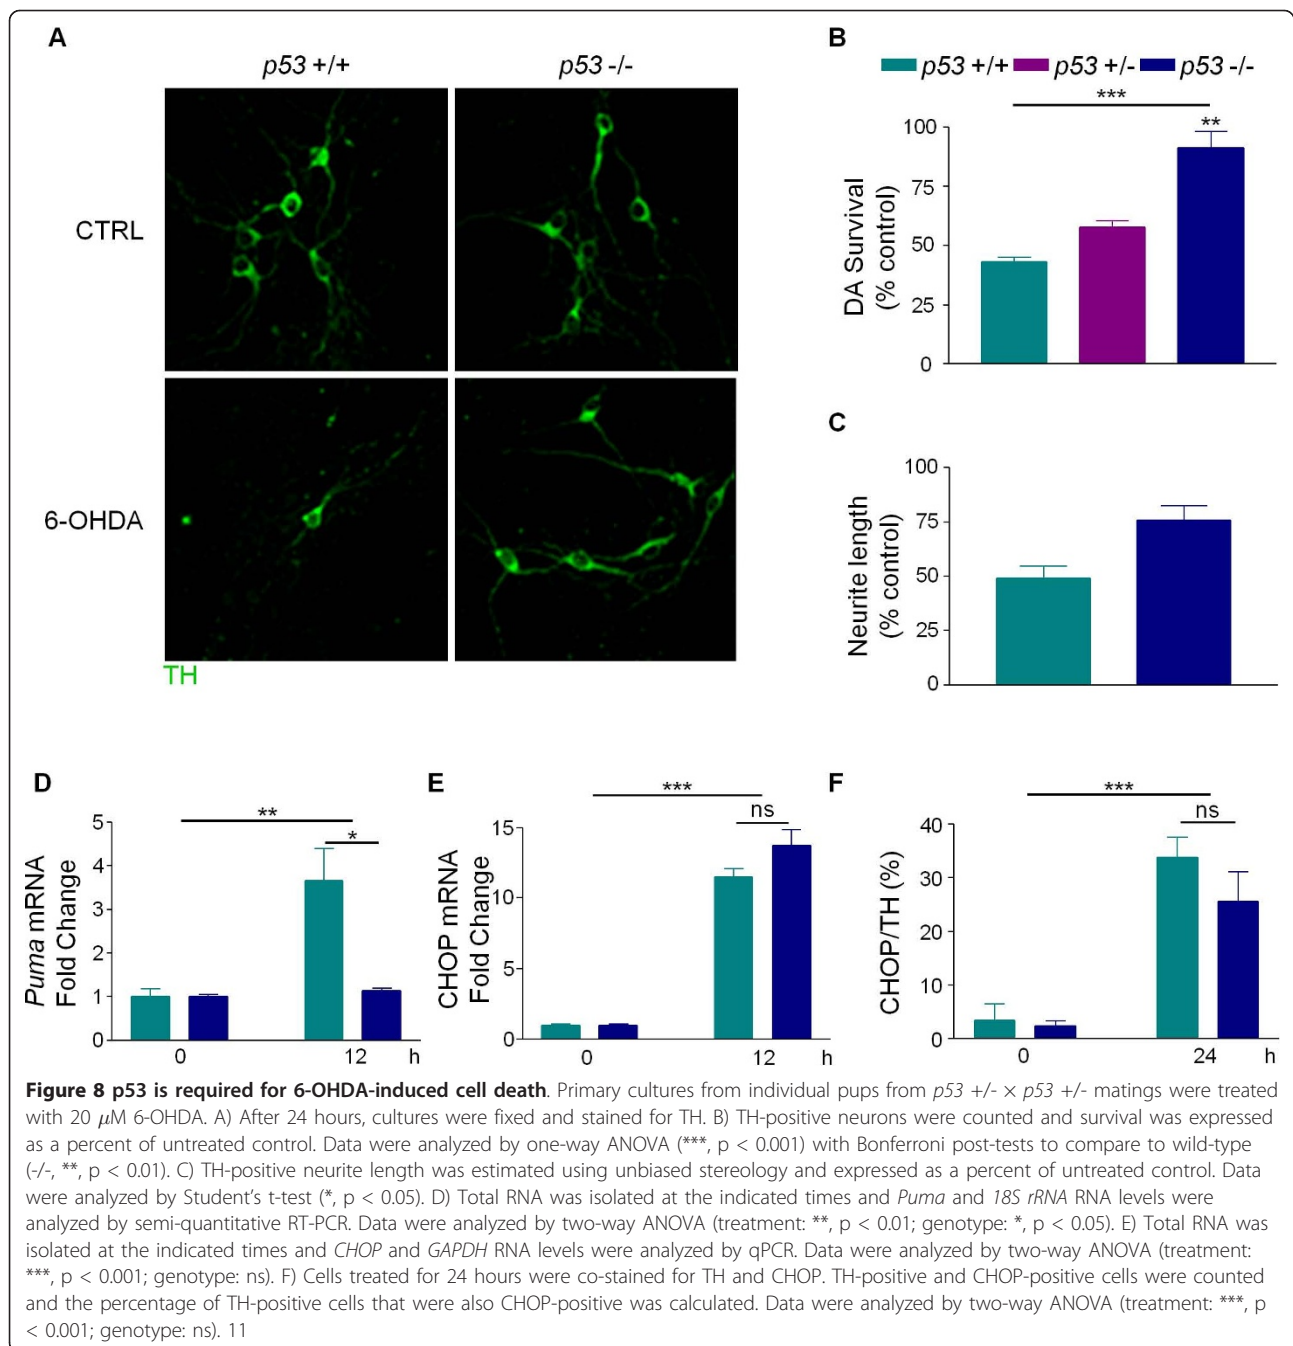 A
p53 +/+
p53 -/-
CTRL
6-OHDA
TH
B
p53 +/+ p53 +/- p53 -/-
***
**
DA Survival
(% control)
100
75
50
25
0
C
Neurite length
(% control)
100
75
50
25
0
D
**
*
Puma mRNA
Fold Change
5
4
3
2
1
0
0 12 h
E
***
ns
CHOP mRNA
Fold Change
15
10
5
0
0 12 h
F
***
ns
CHOP/TH (%)
40
30
20
10
0
0 24 h
Figure 8 p53 is required for 6-OHDA-induced cell death. Primary cultures from individual pups from p53 +/- × p53 +/- matings were treated
with 20 μM 6-OHDA. A) After 24 hours, cultures were fixed and stained for TH. B) TH-positive neurons were counted and survival was expressed
as a percent of untreated control. Data were analyzed by one-way ANOVA (***, p < 0.001) with Bonferroni post-tests to compare to wild-type
(-/-, **, p < 0.01). C) TH-positive neurite length was estimated using unbiased stereology and expressed as a percent of untreated control. Data
were analyzed by Student's t-test (*, p < 0.05). D) Total RNA was isolated at the indicated times and Puma and 18S rRNA RNA levels were
analyzed by semi-quantitative RT-PCR. Data were analyzed by two-way ANOVA (treatment: **, p < 0.01; genotype: *, p < 0.05). E) Total RNA was
isolated at the indicated times and CHOP and GAPDH RNA levels were analyzed by qPCR. Data were analyzed by two-way ANOVA (treatment:
***, p < 0.001; genotype: ns). F) Cells treated for 24 hours were co-stained for TH and CHOP. TH-positive and CHOP-positive cells were counted
and the percentage of TH-positive cells that were also CHOP-positive was calculated. Data were analyzed by two-way ANOVA (treatment: ***, p
< 0.001; genotype: ns). 11